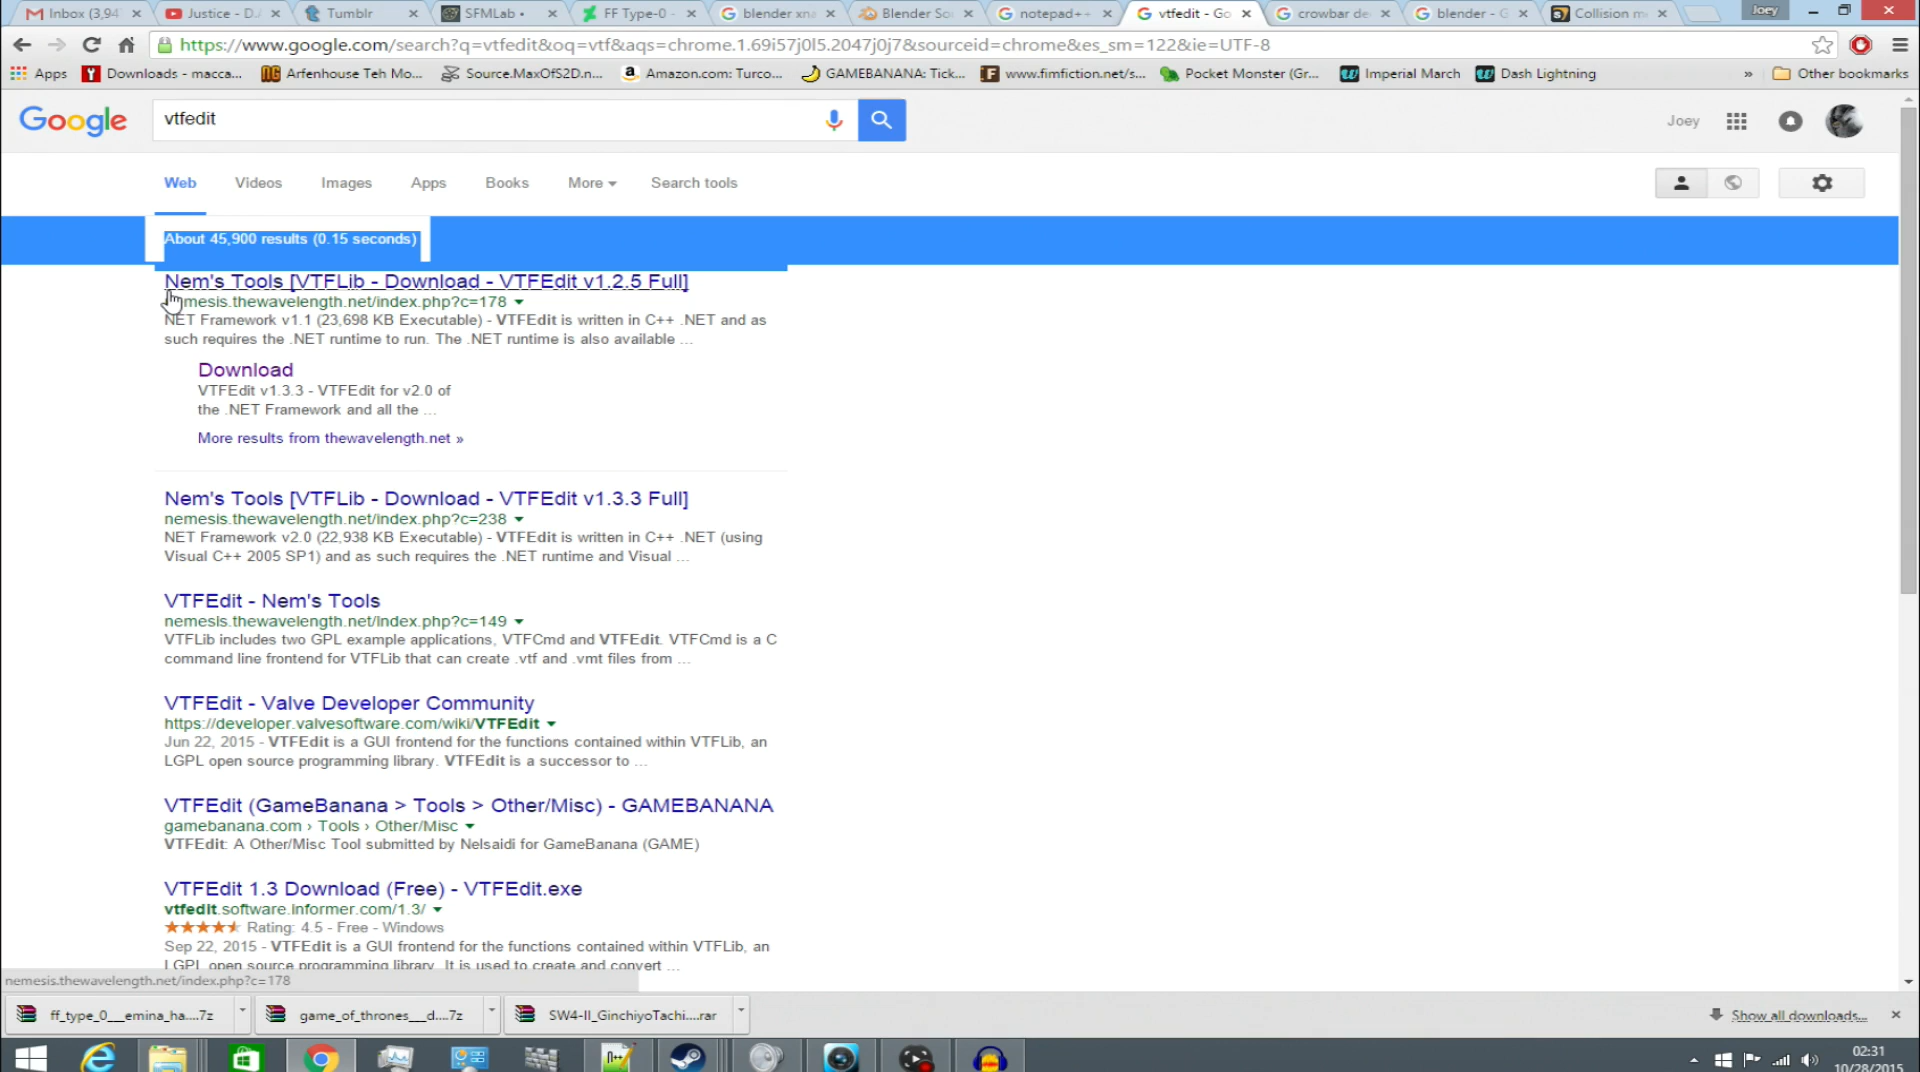 Inbox (3,94
Justice - D.
Tumblr
SFMLab •
FF Type-0 -
blender xna
Blender So
notepad++
vtfedit - Go
crowbar de
blender - G
Collision m
Joey
https://www.google.com/search?q=vtfedit&oq=vtf&aqs=chrome.1.69i57j0l5.2047j0j7&sourceid=chrome&es_sm=122&ie=UTF-8
Apps
Downloads - macca...
Arfenhouse Teh Mo...
Source.MaxOfS2D.n...
Amazon.com: Turco...
GAMEBANANA: Tick...
www.fimfiction.net/s...
Pocket Monster (Gr...
Imperial March
Dash Lightning
»
Other bookmarks
Google
vtfedit
Joey
Web
Videos
Images
Apps
Books
More
Search tools
About 45,900 results (0.15 seconds)
Nem's Tools [VTFLib - Download - VTFEdit v1.2.5 Full]
nemesis.thewavelength.net/index.php?c=178
NET Framework v1.1 (23,698 KB Executable) - VTFEdit is written in C++ .NET and as
such requires the .NET runtime to run. The .NET runtime is also available ...
Download
VTFEdit v1.3.3 - VTFEdit for v2.0 of
the .NET Framework and all the ...
More results from thewavelength.net »
Nem's Tools [VTFLib - Download - VTFEdit v1.3.3 Full]
nemesis.thewavelength.net/index.php?c=238
NET Framework v2.0 (22,938 KB Executable) - VTFEdit is written in C++ .NET (using
Visual C++ 2005 SP1) and as such requires the .NET runtime and Visual ...
VTFEdit - Nem's Tools
nemesis.thewavelength.net/index.php?c=149
VTFLib includes two GPL example applications, VTFCmd and VTFEdit. VTFCmd is a C
command line frontend for VTFLib that can create .vtf and .vmt files from ...
VTFEdit - Valve Developer Community
https://developer.valvesoftware.com/wiki/VTFEdit
Jun 22, 2015 - VTFEdit is a GUI frontend for the functions contained within VTFLib, an
LGPL open source programming library. VTFEdit is a successor to ...
VTFEdit (GameBanana > Tools > Other/Misc) - GAMEBANANA
gamebanana.com › Tools › Other/Misc
VTFEdit: A Other/Misc Tool submitted by Nelsaidi for GameBanana (GAME)
VTFEdit 1.3 Download (Free) - VTFEdit.exe
vtfedit.software.informer.com/1.3/
Rating: 4.5 - Free - Windows
Sep 22, 2015 - VTFEdit is a GUI frontend for the functions contained within VTFLib, an
LGPL open source programming library. It is used to create and convert ...
nemesis.thewavelength.net/index.php?c=178
ff_type_0__emina_ha....7z
game_of_thrones___d....7z
SW4-II_GinchiyoTachi....rar
Show all downloads...
02:31
10/28/2015